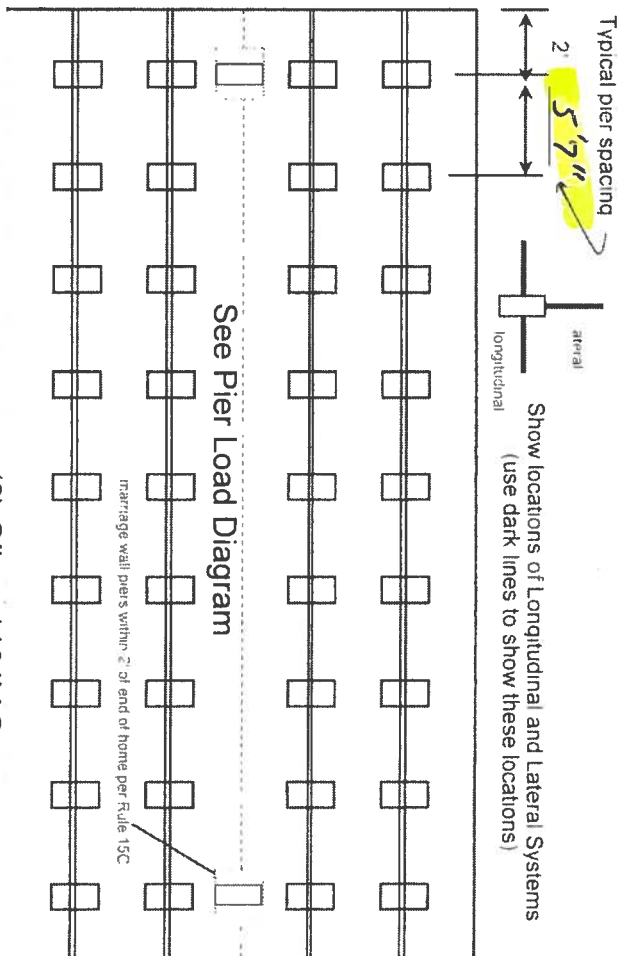 Typical pier spacing
2'
5'7"
ateral
longitudinal
Show locations of Longitudinal and Lateral Systems
(use dark lines to show these locations)
See Pier Load Diagram
marriage wall piers within 2' of end of home per Rule 15C